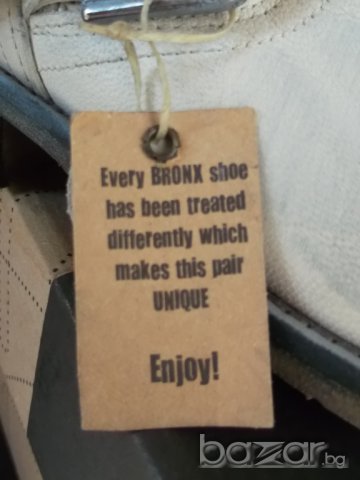 Every BRONX shoe
has been treated
differently which
makes this pair
UNIQUE
Enjoy!
bazar.bg